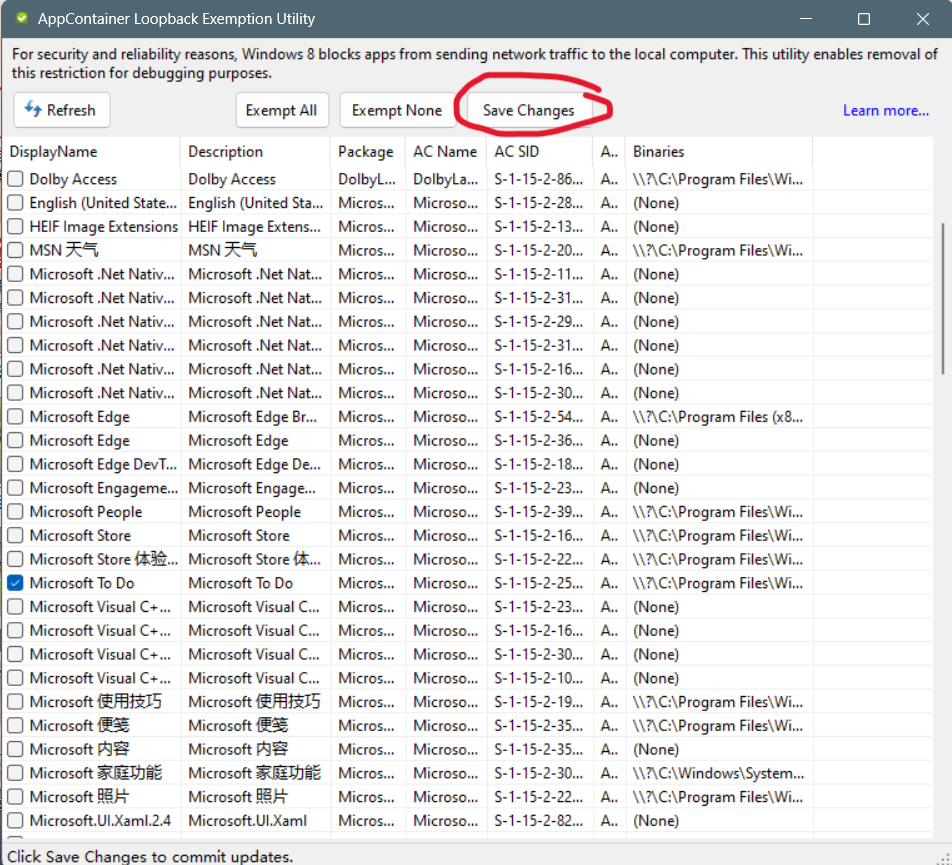 AppContainer Loopback Exemption Utility
For security and reliability reasons, Windows 8 blocks apps from sending network traffic to the local computer. This utility enables removal of
this restriction for debugging purposes.
Refresh Exempt All Exempt None Save Changes Learn more...
DisplayName Description Package AC Name AC SID A.. Binaries
Dolby Access Dolby Access DolbyL... DolbyLa... S-1-15-2-86... A.. \\?\C:\Program Files\Wi...
English (United State... English (United Sta... Micros... Microso... S-1-15-2-28... A.. (None)
HEIF Image Extensions HEIF Image Extens... Micros... Microso... S-1-15-2-13... A.. (None)
MSN 天气 MSN 天气 Micros... Microso... S-1-15-2-20... A.. \\?\C:\Program Files\Wi...
Microsoft .Net Nativ... Microsoft .Net Nat... Micros... Microso... S-1-15-2-11... A.. (None)
Microsoft .Net Nativ... Microsoft .Net Nat... Micros... Microso... S-1-15-2-31... A.. (None)
Microsoft .Net Nativ... Microsoft .Net Nat... Micros... Microso... S-1-15-2-29... A.. (None)
Microsoft .Net Nativ... Microsoft .Net Nat... Micros... Microso... S-1-15-2-31... A.. (None)
Microsoft .Net Nativ... Microsoft .Net Nat... Micros... Microso... S-1-15-2-16... A.. (None)
Microsoft .Net Nativ... Microsoft .Net Nat... Micros... Microso... S-1-15-2-30... A.. (None)
Microsoft Edge Microsoft Edge Br... Micros... Microso... S-1-15-2-54... A.. \\?\C:\Program Files (x8...
Microsoft Edge Microsoft Edge Micros... Microso... S-1-15-2-36... A.. (None)
Microsoft Edge DevT... Microsoft Edge De... Micros... Microso... S-1-15-2-18... A.. (None)
Microsoft Engageme... Microsoft Engage... Micros... Microso... S-1-15-2-23... A.. (None)
Microsoft People Microsoft People Micros... Microso... S-1-15-2-39... A.. \\?\C:\Program Files\Wi...
Microsoft Store Microsoft Store Micros... Microso... S-1-15-2-16... A.. \\?\C:\Program Files\Wi...
Microsoft Store 体验... Microsoft Store 体... Micros... Microso... S-1-15-2-22... A.. \\?\C:\Program Files\Wi...
Microsoft To Do Microsoft To Do Micros... Microso... S-1-15-2-25... A.. \\?\C:\Program Files\Wi...
Microsoft Visual C+... Microsoft Visual C... Micros... Microso... S-1-15-2-23... A.. (None)
Microsoft Visual C+... Microsoft Visual C... Micros... Microso... S-1-15-2-16... A.. (None)
Microsoft Visual C+... Microsoft Visual C... Micros... Microso... S-1-15-2-30... A.. (None)
Microsoft Visual C+... Microsoft Visual C... Micros... Microso... S-1-15-2-10... A.. (None)
Microsoft 使用技巧 Microsoft 使用技巧 Micros... Microso... S-1-15-2-19... A.. \\?\C:\Program Files\Wi...
Microsoft 便笺 Microsoft 便笺 Micros... Microso... S-1-15-2-35... A.. \\?\C:\Program Files\Wi...
Microsoft 内容 Microsoft 内容 Micros... Microso... S-1-15-2-35... A.. (None)
Microsoft 家庭功能 Microsoft 家庭功能 Micros... Microso... S-1-15-2-30... A.. \\?\C:\Windows\System...
Microsoft 照片 Microsoft 照片 Micros... Microso... S-1-15-2-22... A.. \\?\C:\Program Files\Wi...
Microsoft.UI.Xaml.2.4 Microsoft.UI.Xaml Micros... Microso... S-1-15-2-82... A.. (None)
Click Save Changes to commit updates.